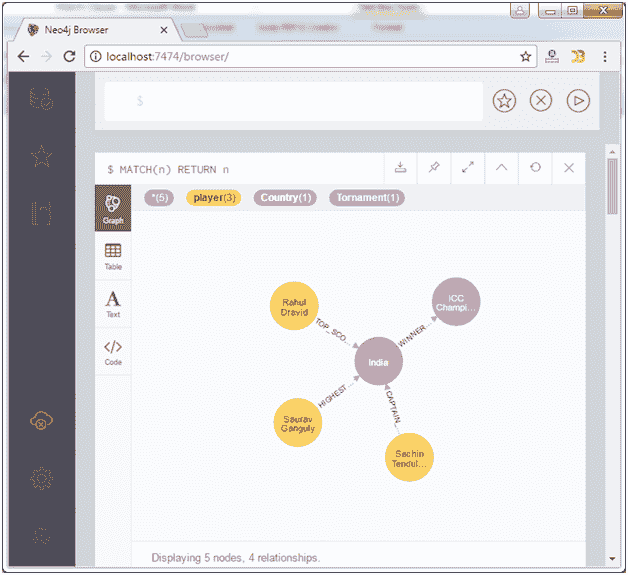 Neo4j Browser
localhost:7474/browser/
$
$ MATCH(n) RETURN n
*(5) player(3) Country(1) Tornament(1)
Graph
Table
Text
Code
Rahul
Dravid
ICC
Champi...
TOP_SCO...
WINNER
India
HIGHEST...
CAPTAIN...
Saurav
Ganguly
Sachin
Tendul...
Displaying 5 nodes, 4 relationships.